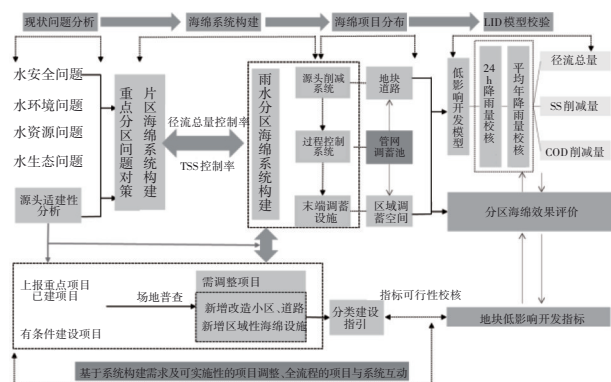 现状问题分析
海绵系统构建
海绵项目分布
LID模型校验
水安全问题
水环境问题
水资源问题
水生态问题
源头适建性
分析
重点分区问题对策
片区海绵系统构建
径流总量控制率
TSS控制率
雨水分区海绵系统构建
源头削减
系统
过程控制
系统
末端调蓄
设施
地块
道路
管网
调蓄池
区域调
蓄空间
低影响开发模型
24h降雨量校核
平均年降雨量校核
径流总量
SS削减量
COD削减量
分区海绵效果评价
上报重点项目
已建项目
有条件建设项目
场地普查
需调整项目
新增改造小区、道路
新增区域性海绵设施
分类建设
指引
指标可行性校核
地块低影响开发指标
基于系统构建需求及可实施性的项目调整、全流程的项目与系统互动